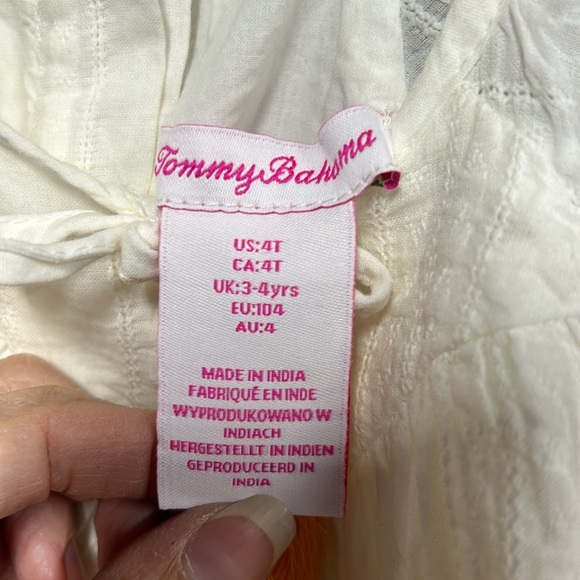 Tommy Bahama
US:4T
CA:4T
UK:3-4yrs
EU:104
AU:4
MADE IN INDIA
FABRIQUÉ EN INDE
WYPRODUKOWANO W
INDIACH
HERGESTELLT IN INDIEN
GEPRODUCEERD IN
INDIA